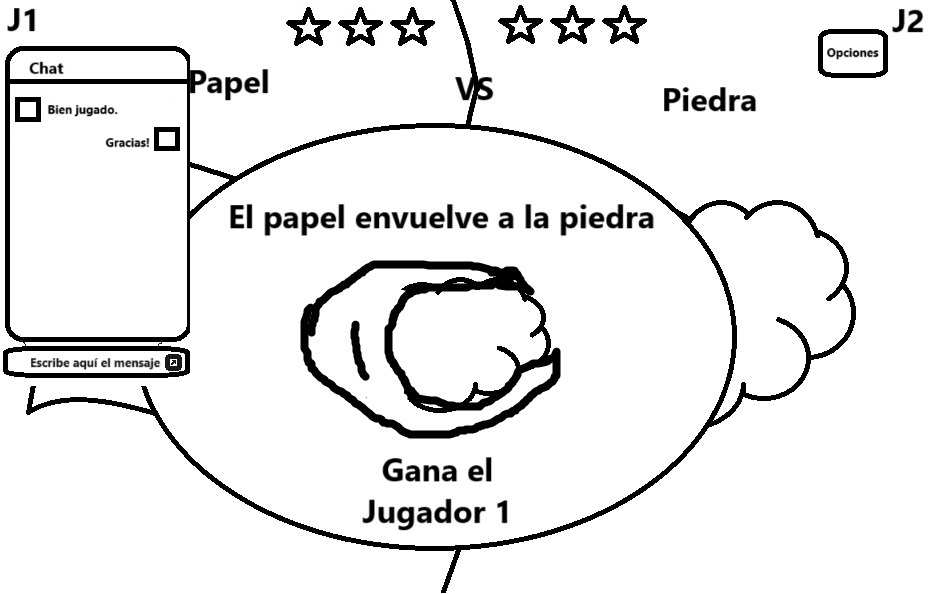 J1
J2
Opciones
Chat
Papel
VS
Piedra
Bien jugado.
Gracias!
El papel envuelve a la piedra
Escribe aquí el mensaje
Gana el
Jugador 1